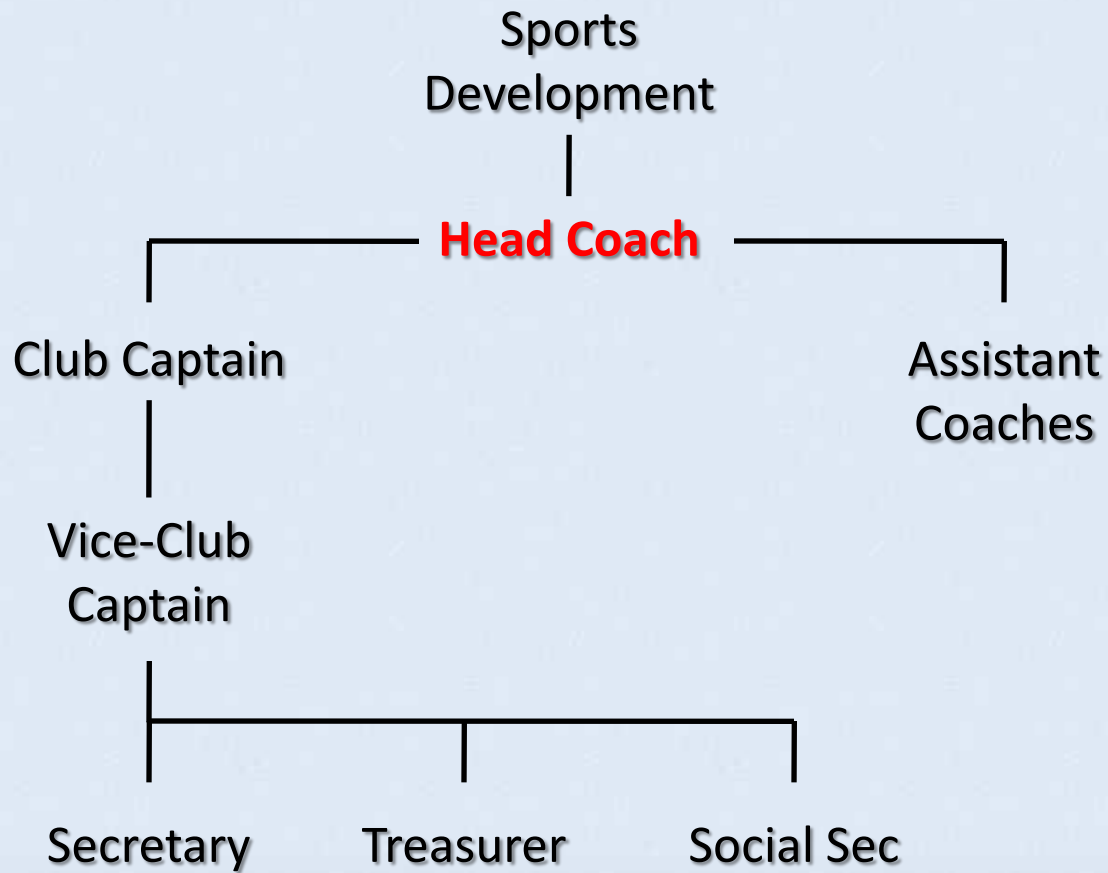 Sports
Development
Head Coach
Club Captain
Assistant
Coaches
Vice-Club
Captain
Secretary
Treasurer
Social Sec